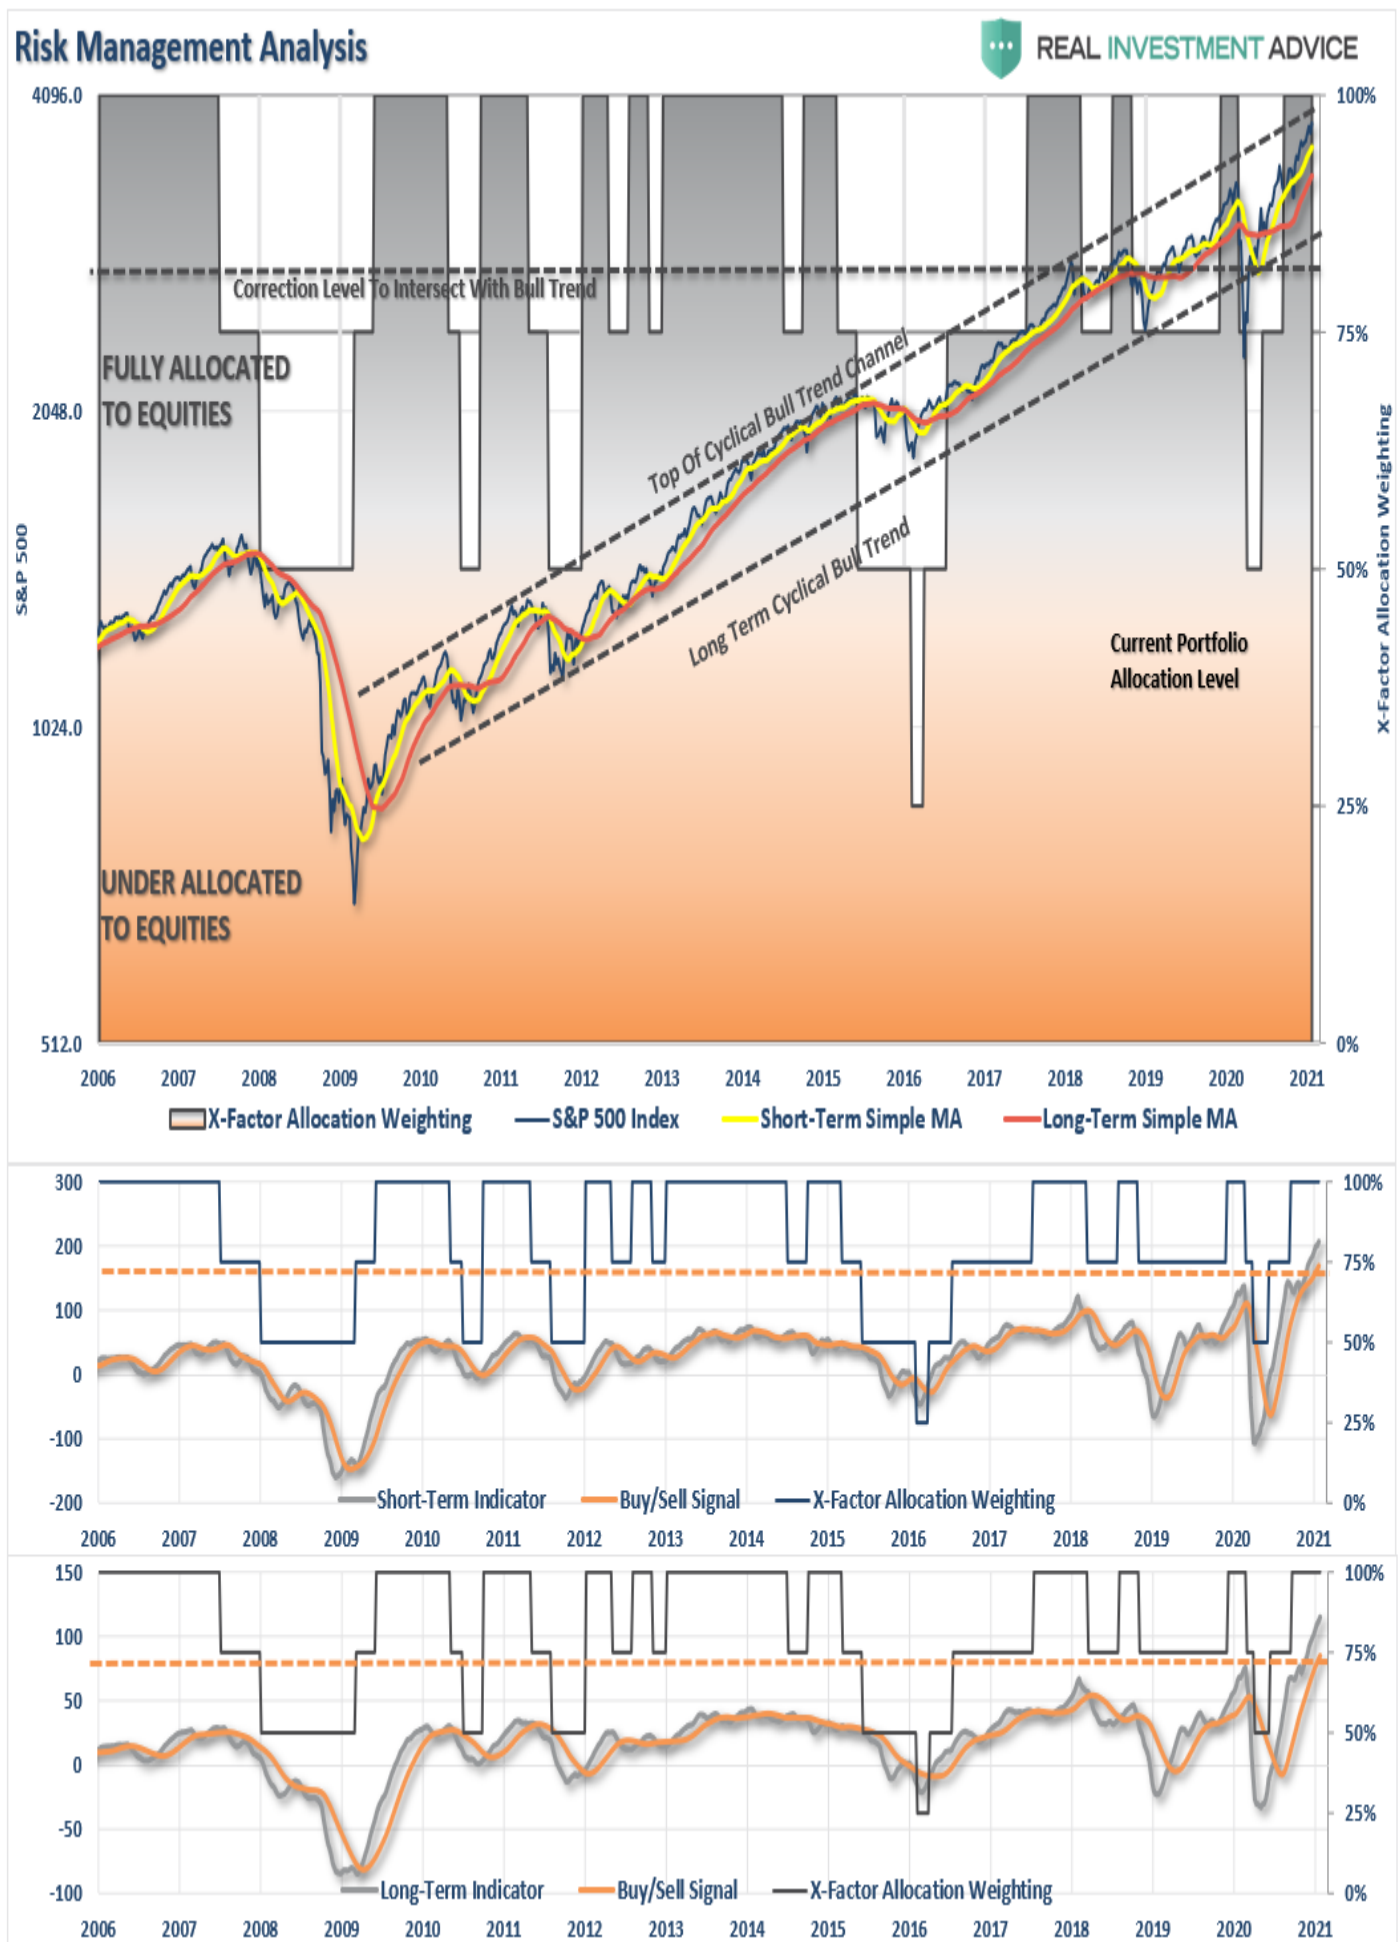 Risk Management Analysis
REAL INVESTMENT ADVICE
4096.0
2048.0
1024.0
512.0
S&P 500
100%
75%
50%
25%
0%
X-Factor Allocation Weighting
Correction Level To Intersect With Bull Trend
FULLY ALLOCATED
TO EQUITIES
Top Of Cyclical Bull Trend Channel
Long Term Cyclical Bull Trend
Current Portfolio
Allocation Level
UNDER ALLOCATED
TO EQUITIES
2006 2007 2008 2009 2010 2011 2012 2013 2014 2015 2016 2017 2018 2019 2020 2021
X-Factor Allocation Weighting S&P 500 Index Short-Term Simple MA Long-Term Simple MA
300
200
100
0
-100
-200
100%
75%
50%
25%
0%
Short-Term Indicator Buy/Sell Signal X-Factor Allocation Weighting
2006 2007 2008 2009 2010 2011 2012 2013 2014 2015 2016 2017 2018 2019 2020 2021
150
100
50
0
-50
-100
100%
75%
50%
25%
0%
Long-Term Indicator Buy/Sell Signal X-Factor Allocation Weighting
2006 2007 2008 2009 2010 2011 2012 2013 2014 2015 2016 2017 2018 2019 2020 2021